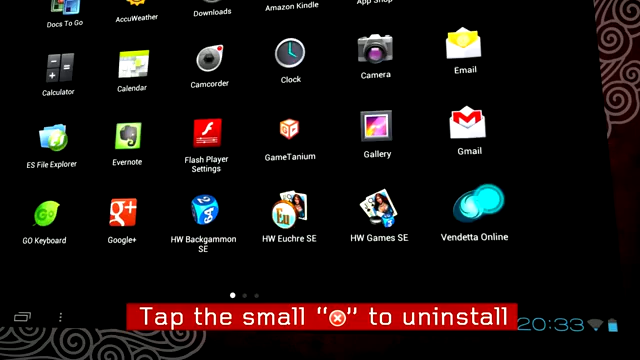 Docs To Go
AccuWeather
Downloads
Amazon Kindle
App Shop
Calculator
Calendar
Camcorder
Clock
Camera
Email
ES File Explorer
Evernote
Flash Player
Settings
GameTanium
Gallery
Gmail
GO Keyboard
Google+
HW Backgammon
SE
HW Euchre SE
HW Games SE
Vendetta Online
Tap the small “ⓧ” to uninstall
20:33